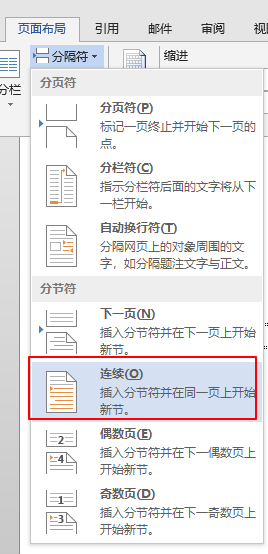 页面布局 引用 邮件 审阅
分隔符 缩进
分栏
分页符
分页符(P)
标记一页终止并开始下一页的
点。
分栏符(C)
指示分栏符后面的文字将从下
一栏开始。
自动换行符(T)
分隔网页上的对象周围的文
字，如分隔题注文字与正文。
分节符
下一页(N)
插入分节符并在下一页上开始
新节。
连续(O)
插入分节符并在同一页上开始
新节。
偶数页(E)
插入分节符并在下一偶数页上
开始新节。
奇数页(D)
插入分节符并在下一奇数页上
开始新节。